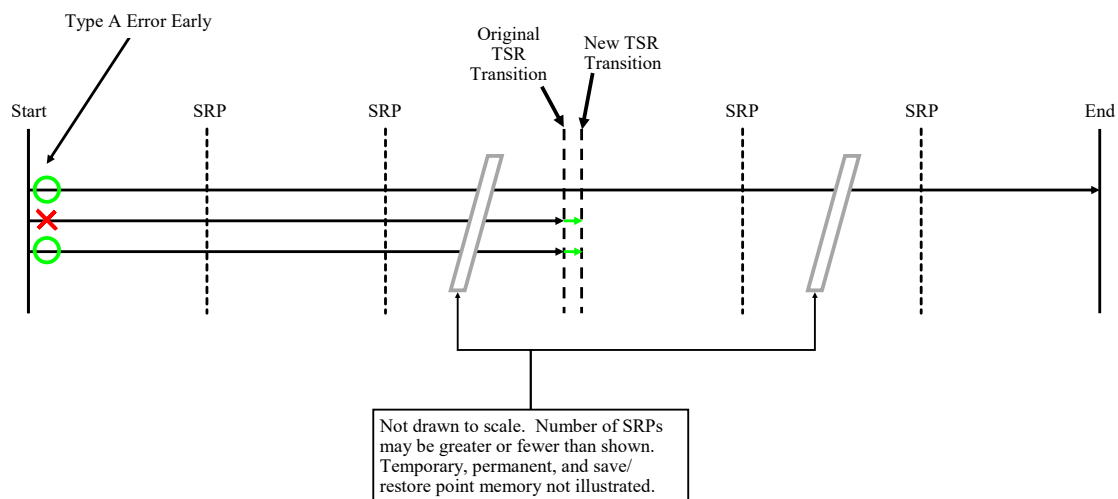 Type A Error Early
Original
TSR
Transition
New TSR
Transition
Start
SRP
SRP
SRP
SRP
End
Not drawn to scale.  Number of SRPs
may be greater or fewer than shown.
Temporary, permanent, and save/
restore point memory not illustrated.